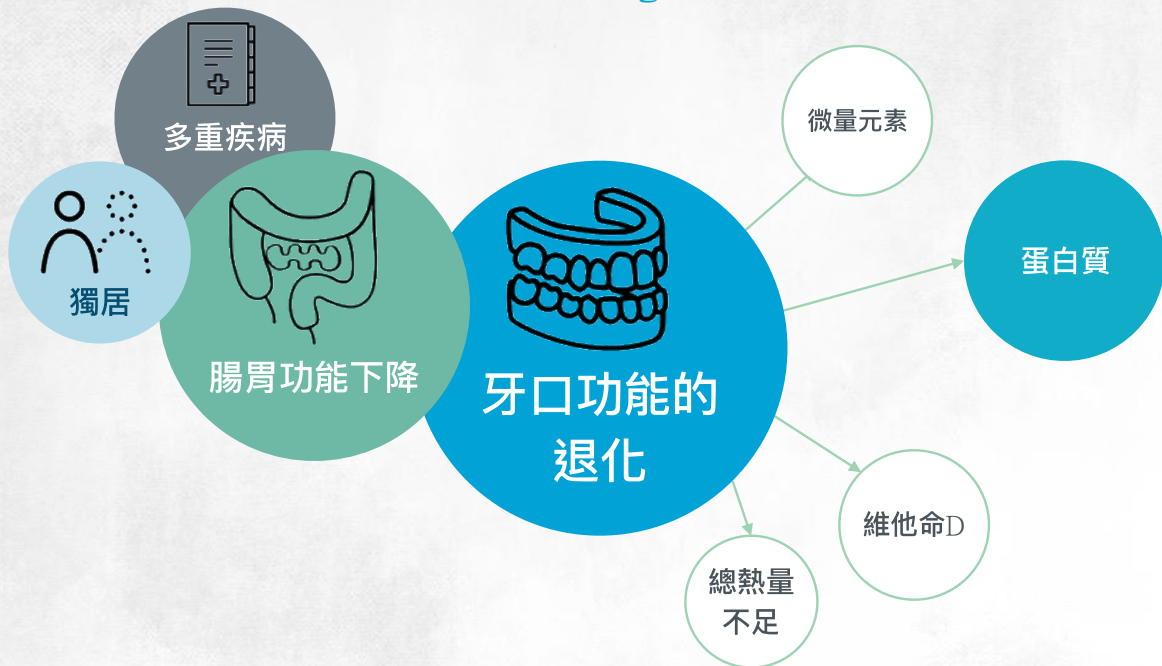 多重疾病
獨居
腸胃功能下降
牙口功能的
退化
微量元素
蛋白質
維他命D
總熱量
不足